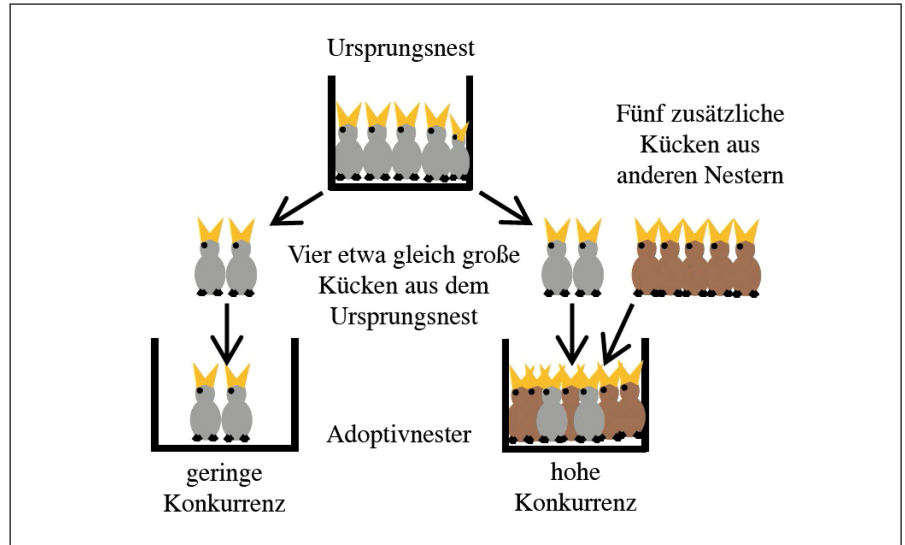 Ursprungsnest
Fünf zusätzliche
Kücken aus
anderen Nestern
Vier etwa gleich große
Kücken aus dem
Ursprungsnest
Adoptivnester
geringe
Konkurrenz
hohe
Konkurrenz